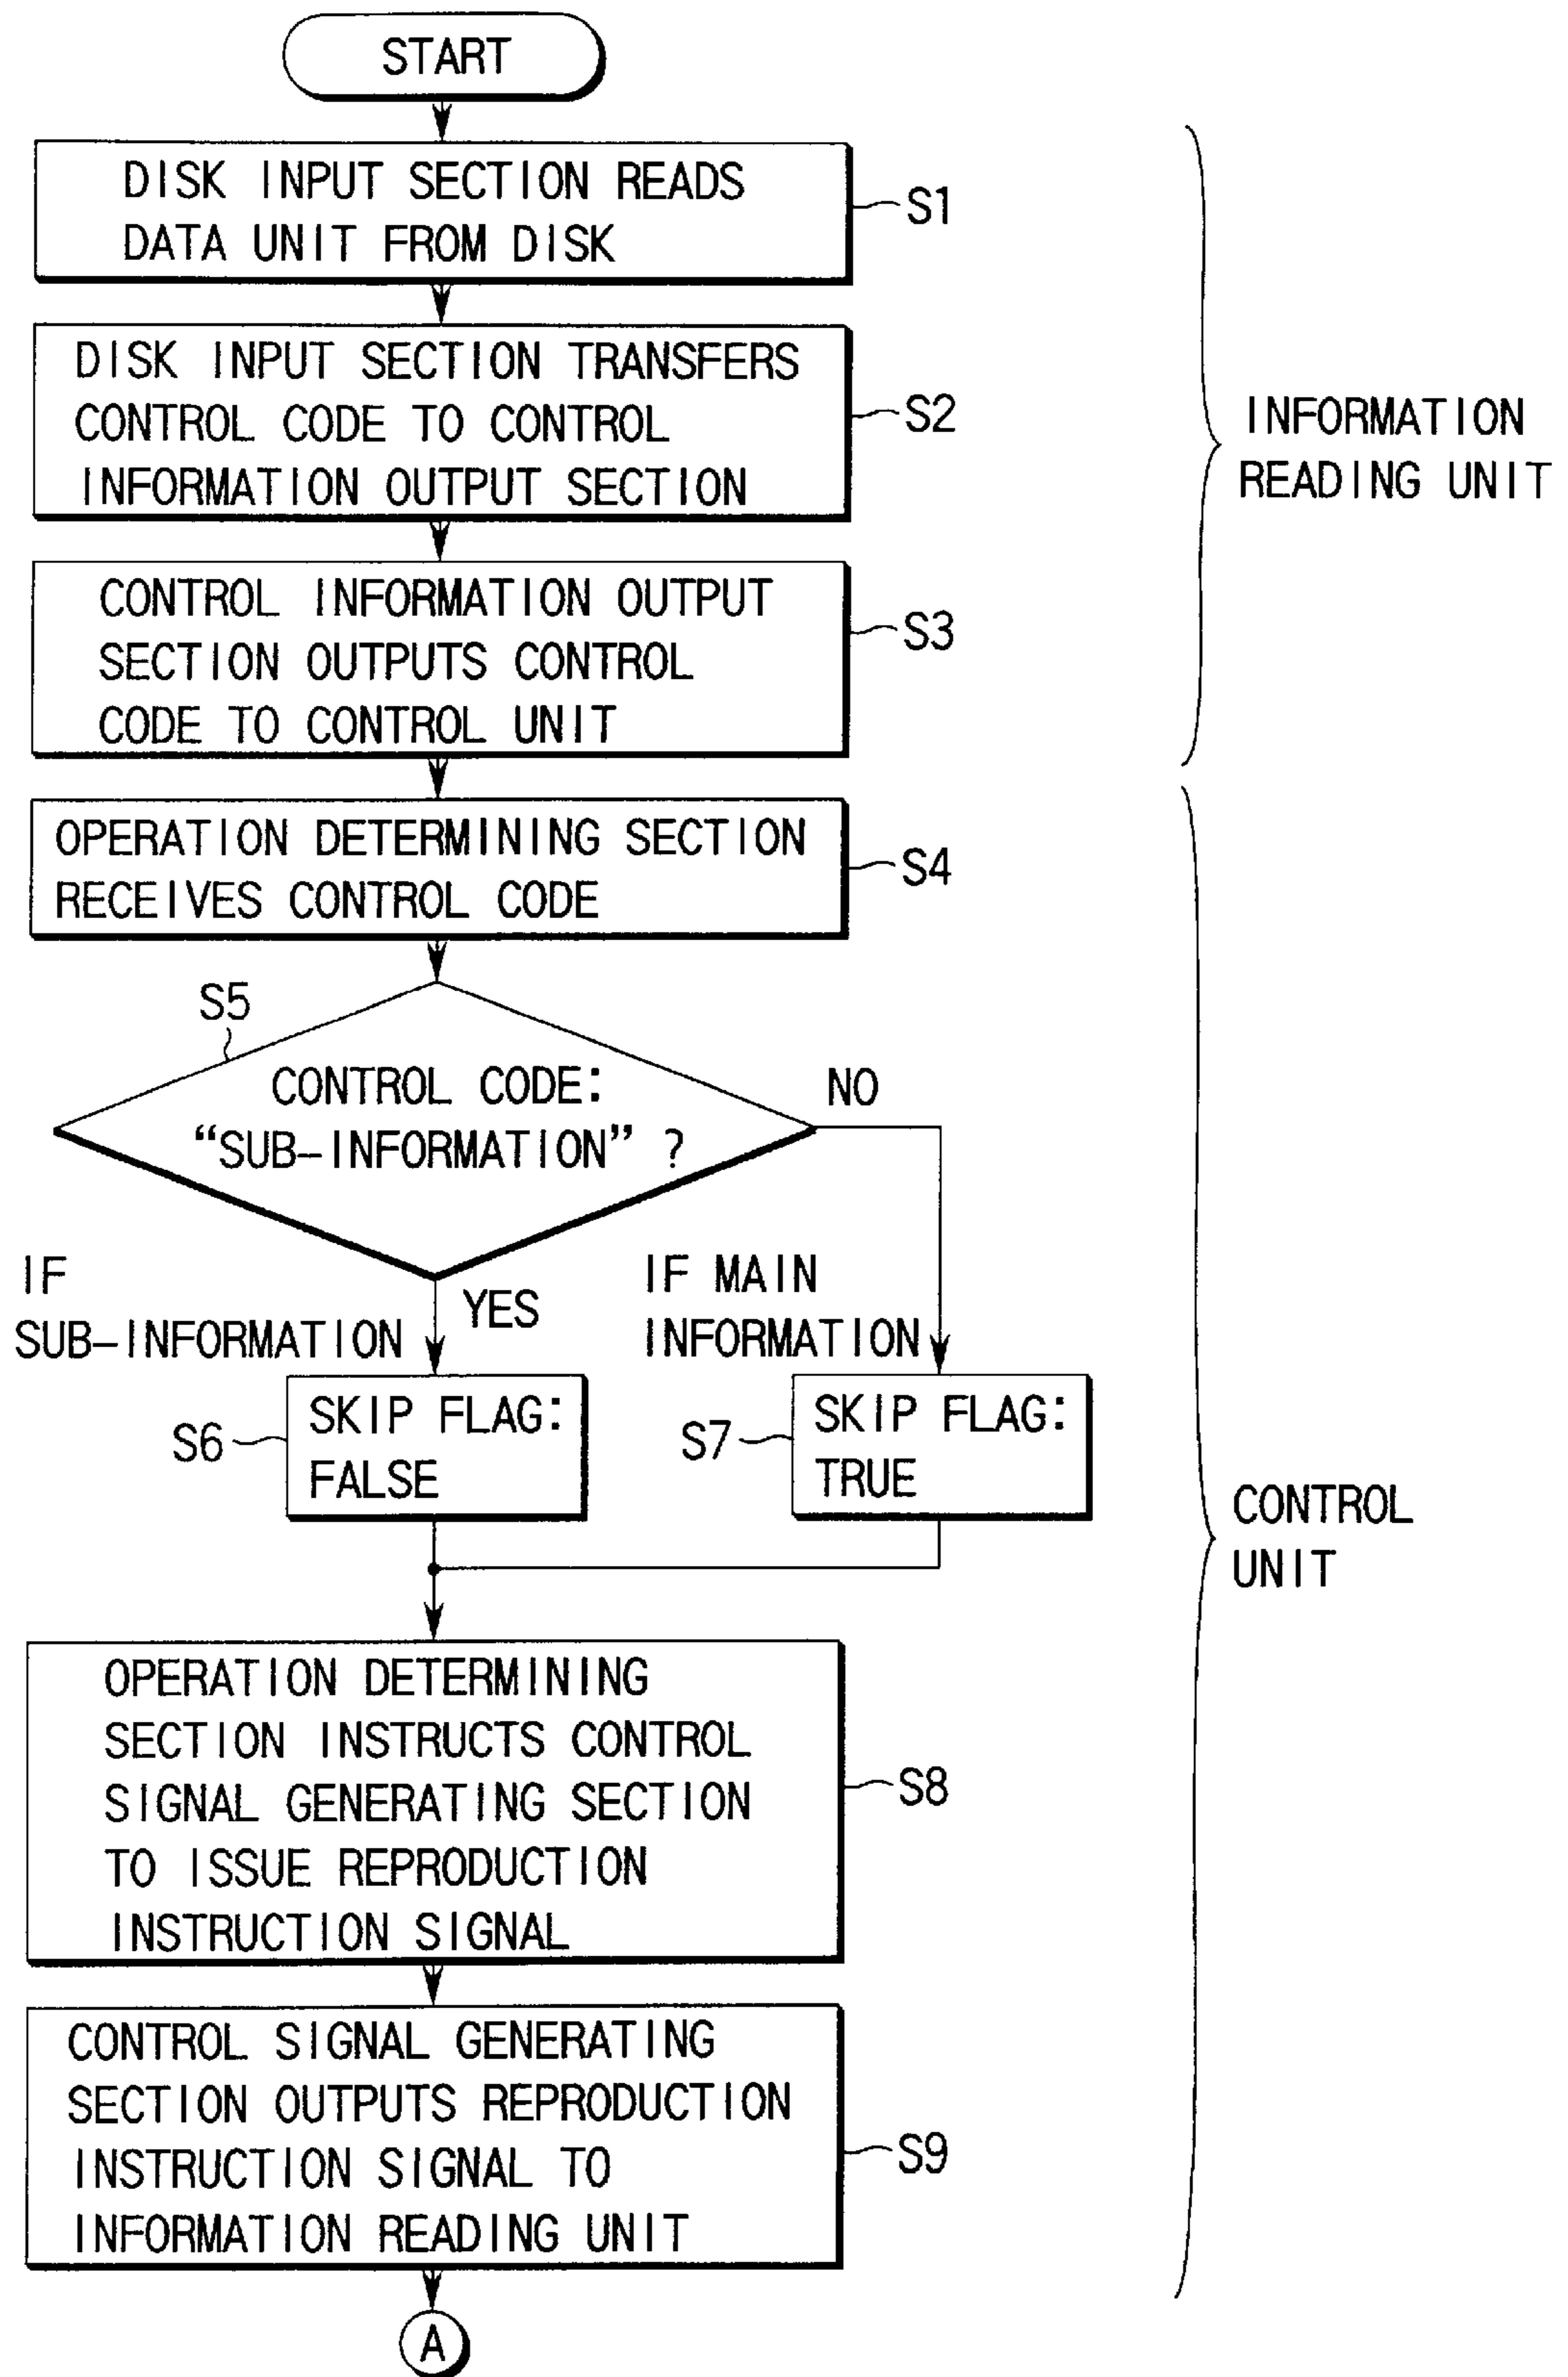 START
DISK INPUT SECTION READS
DATA UNIT FROM DISK
S1
DISK INPUT SECTION TRANSFERS
CONTROL CODE TO CONTROL
INFORMATION OUTPUT SECTION
S2
INFORMATION
READING UNIT
CONTROL INFORMATION OUTPUT
SECTION OUTPUTS CONTROL
CODE TO CONTROL UNIT
S3
OPERATION DETERMINING SECTION
RECEIVES CONTROL CODE
S4
S5
CONTROL CODE:
“SUB-INFORMATION” ?
NO
IF
SUB-INFORMATION
YES
IF MAIN
INFORMATION
S6
SKIP FLAG:
FALSE
S7
SKIP FLAG:
TRUE
CONTROL
UNIT
OPERATION DETERMINING
SECTION INSTRUCTS CONTROL
SIGNAL GENERATING SECTION
TO ISSUE REPRODUCTION
INSTRUCTION SIGNAL
S8
CONTROL SIGNAL GENERATING
SECTION OUTPUTS REPRODUCTION
INSTRUCTION SIGNAL TO
INFORMATION READING UNIT
S9
A